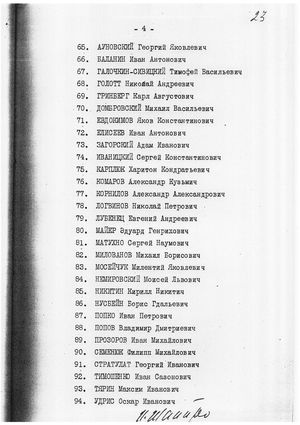 23
- 4 -
65. АУНОВСКИЙ Георгий Яковлевич
66. БАЛАНИН Иван Антонович
67. ГАЛОЧКИН-СИВИЦКИЙ Тимофей Васильевич
68. ГОЛОТТ Николай Андреевич
69. ГРИНБЕРГ Карл Августович
70. ДОМБРОВСКИЙ Михаил Васильевич
71. ЕВДОКИМОВ Яков Константинович
72. ЕЛИСЕЕВ Иван Антонович
73. ЗАГОРСКИЙ Адам Иванович
74. ИВАНИЦКИЙ Сергей Константинович
75. КАРПЛЮК Харитон Кондратьевич
76. КОМАРОВ Александр Кузьмич
77. КОРНИЛОВ Александр Александрович
78. ЛОГВИНОВ Николай Петрович
79. ЛУБЕНЕЦ Евгений Андреевич
80. МАЙЕР Эдуард Генрихович
81. МАТУХНО Сергей Наумович
82. МИЛОВАНОВ Михаил Борисович
83. МОСЕЙЧУК Милентий Яковлевич
84. НЕМИРОВСКИЙ Моисей Львович
85. НИКИТИН Кирилл Никитич
86. НУСБЕЙН Борис Гдальевич
87. ПОПКО Иван Петрович
88. ПОПОВ Владимир Дмитриевич
89. ПРОЗОРОВ Иван Михайлович
90. СЕМЕНЮК Филипп Михайлович
91. СТРАТУЛАТ Георгий Иванович
92. ТИМОШЕНКО Иван Сазонович
93. ТЯРИН Максим Иванович
94. УДРИС Оскар Иванович